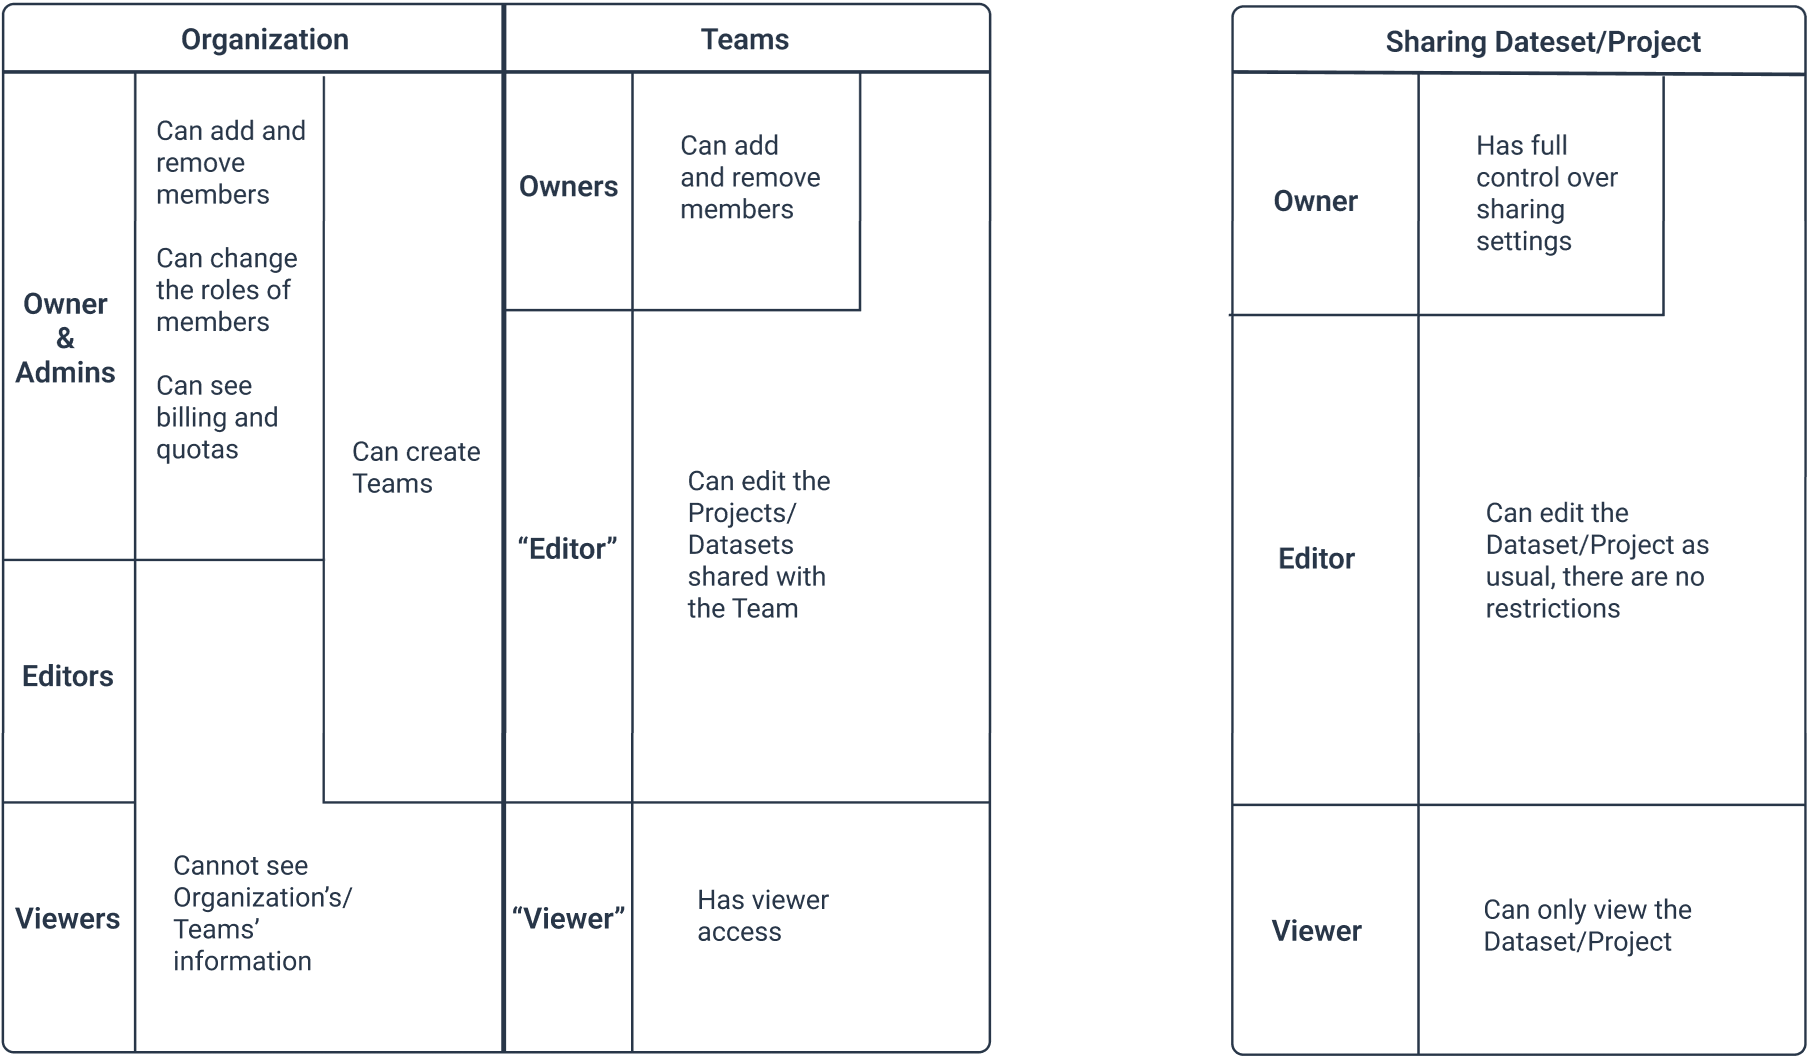 Organization
Owner
&
Admins
Can add and
remove
members
Can change
the roles of
members
Can see
billing and
quotas
Can create
Teams
Editors
Viewers
Cannot see
Organization’s/
Teams’
information
Teams
Owners
Can add
and remove
members
“Editor”
Can edit the
Projects/
Datasets
shared with
the Team
“Viewer”
Has viewer
access
Sharing Dateset/Project
Owner
Has full
control over
sharing
settings
Editor
Can edit the
Dataset/Project as
usual, there are no
restrictions
Viewer
Can only view the
Dataset/Project